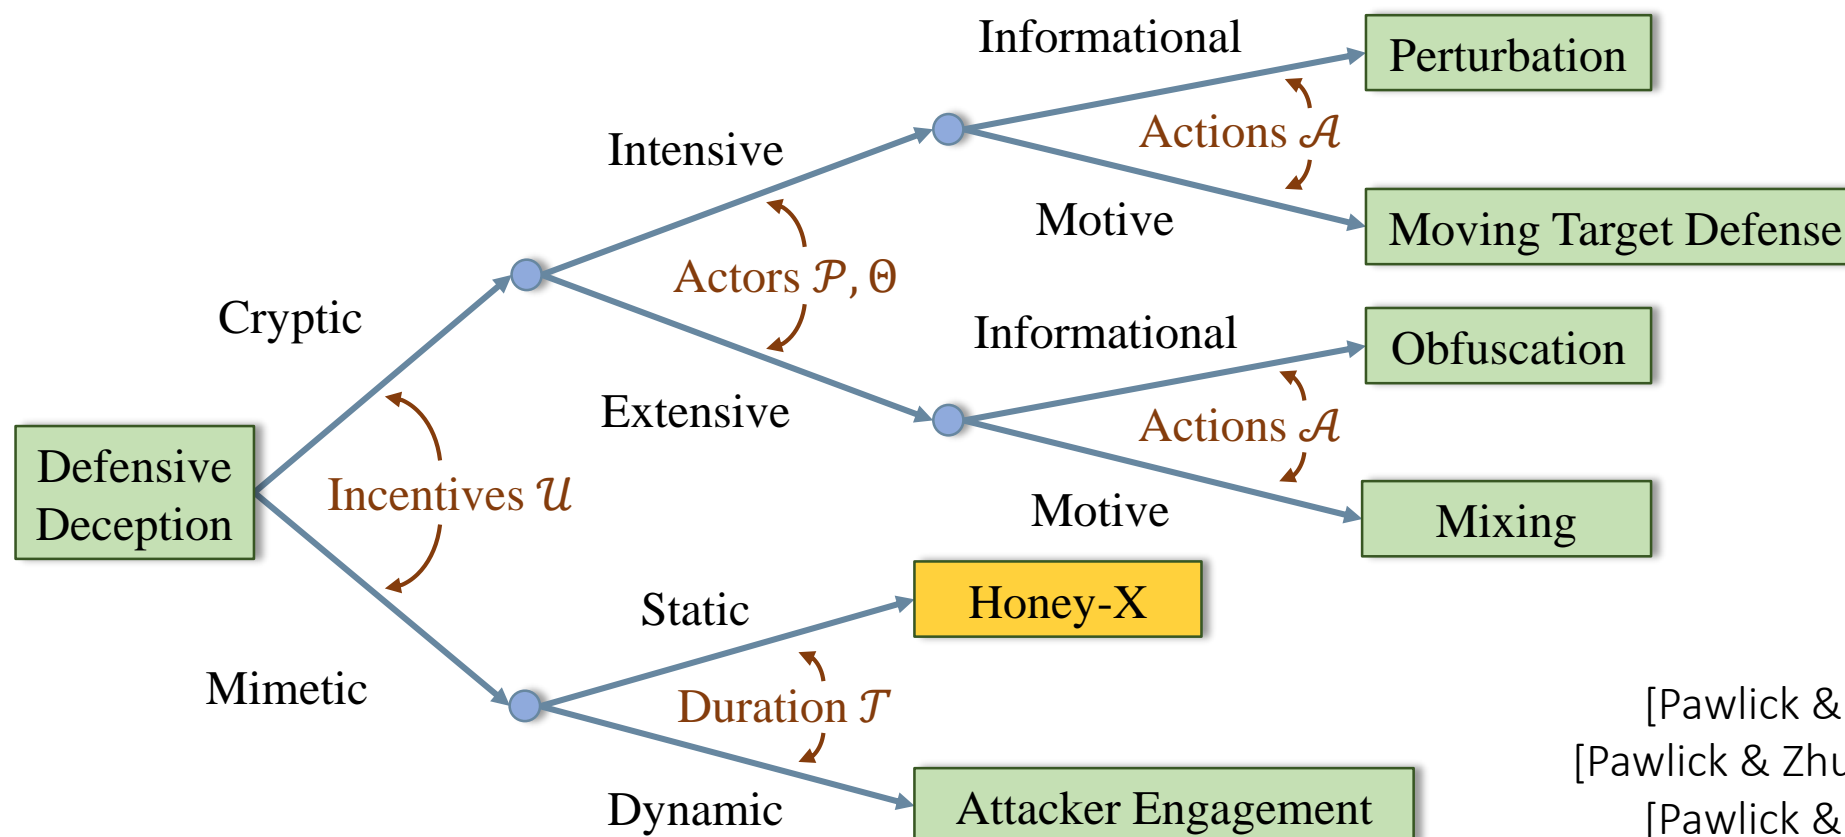 Informational
Perturbation
Actions 𝒜
Intensive
Motive
Moving Target Defense
Actors 𝒫, Θ
Cryptic
Informational
Obfuscation
Extensive
Actions 𝒜
Defensive
Deception
Incentives 𝒰
Motive
Mixing
Static
Honey-X
Mimetic
Duration 𝒯
Dynamic
Attacker Engagement
[Pawlick &
[Pawlick & Zhu
[Pawlick &